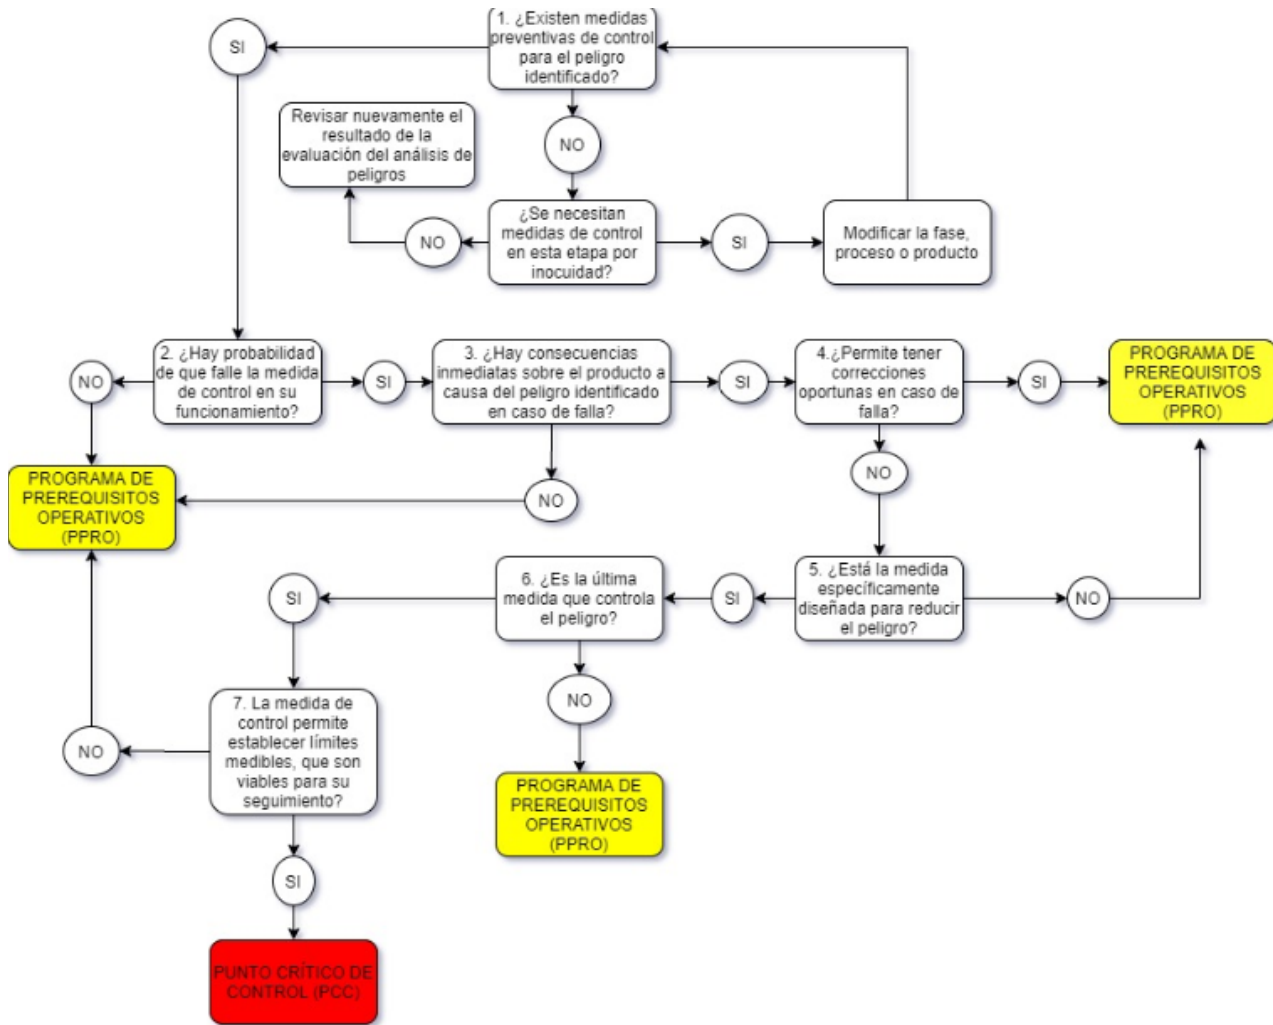 1. ¿Existen medidas
preventivas de control
para el peligro
identificado?
SI
NO
Revisar nuevamente el
resultado de la
evaluación del análisis de
peligros
¿Se necesitan
medidas de control
en esta etapa por
inocuidad?
NO
SI
Modificar la fase,
proceso o producto
2. ¿Hay probabilidad
de que falle la medida
de control en su
funcionamiento?
NO
SI
3. ¿Hay consecuencias
inmediatas sobre el producto a
causa del peligro identificado
en caso de falla?
SI
4.¿Permite tener
correcciones
oportunas en caso de
falla?
SI
PROGRAMA DE
PREREQUISITOS
OPERATIVOS
(PPRO)
NO
NO
PROGRAMA DE
PREREQUISITOS
OPERATIVOS
(PPRO)
5. ¿Está la medida
específicamente
diseñada para reducir
el peligro?
NO
SI
6. ¿Es la última
medida que controla
el peligro?
SI
NO
7. La medida de
control permite
establecer límites
medibles, que son
viables para su
seguimiento?
NO
PROGRAMA DE
PREREQUISITOS
OPERATIVOS
(PPRO)
SI
PUNTO CRÍTICO DE
CONTROL (PCC)